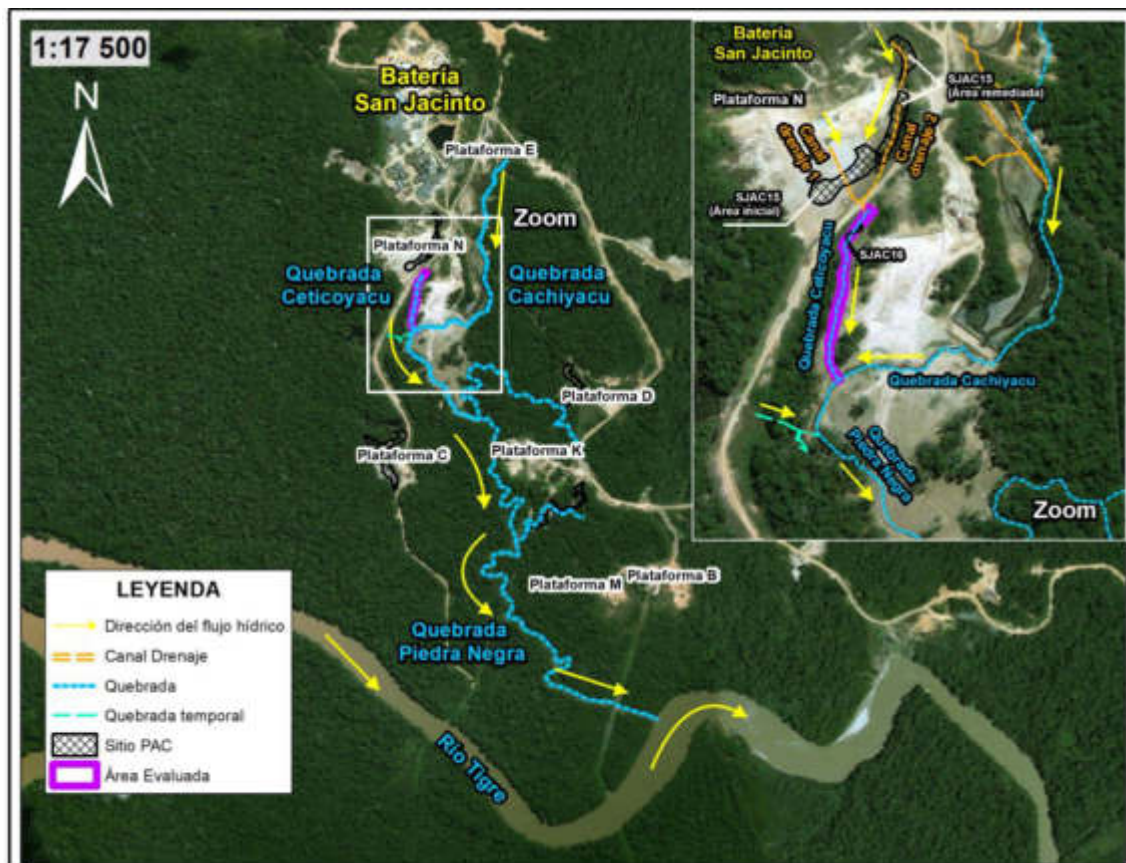 1:17 500
N
Batería
San Jacinto
Plataforma E
Zoom
Plataforma N
Quebrada
Ceticoyacu
Quebrada
Cachiyacu
Plataforma D
Plataforma C
Plataforma K
Plataforma M
Plataforma B
Quebrada
Piedra Negra
Río Tigre
LEYENDA
Dirección del flujo hídrico
Canal Drenaje
Quebrada
Quebrada temporal
Sitio PAC
Área Evaluada
Batería
San Jacinto
SJAC15
(Área remediada)
Plataforma N
Canal
drenaje 1
Canal
drenaje 2
SJAC15
(Área inicial)
SJAC16
Quebrada Ceticoyacu
Quebrada Cachiyacu
Quebrada
Piedra Negra
Zoom